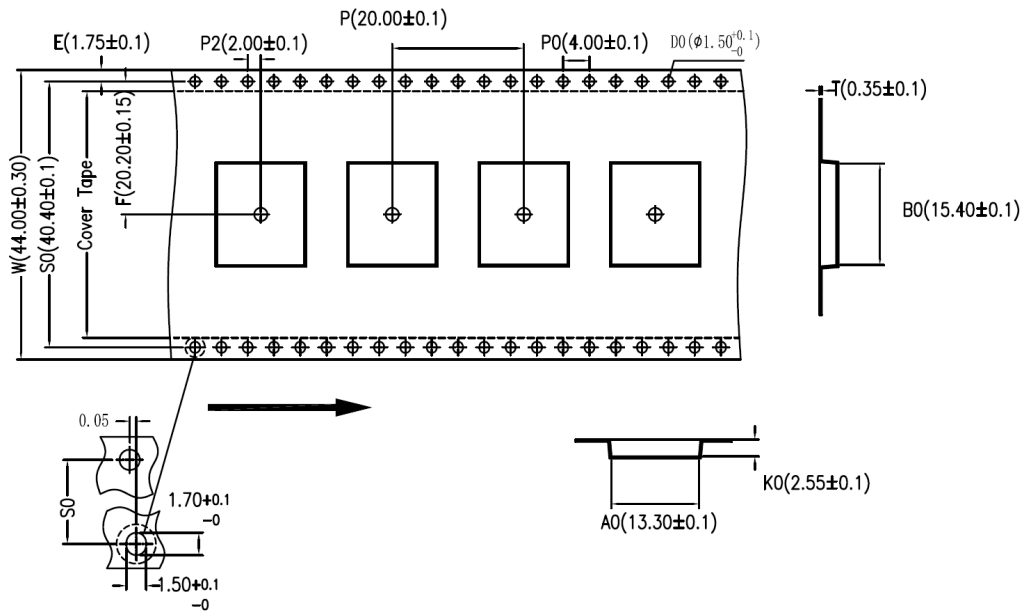 P(20.00±0.1)
E(1.75±0.1)
P2(2.00±0.1)
P0(4.00±0.1)
D0(φ1.50+0.1
-0)
T(0.35±0.1)
W(44.00±0.30)
S0(40.40±0.1)
Cover Tape
F(20.20±0.15)
B0(15.40±0.1)
0.05
S0
1.70+0.1
-0
1.50+0.1
-0
K0(2.55±0.1)
A0(13.30±0.1)